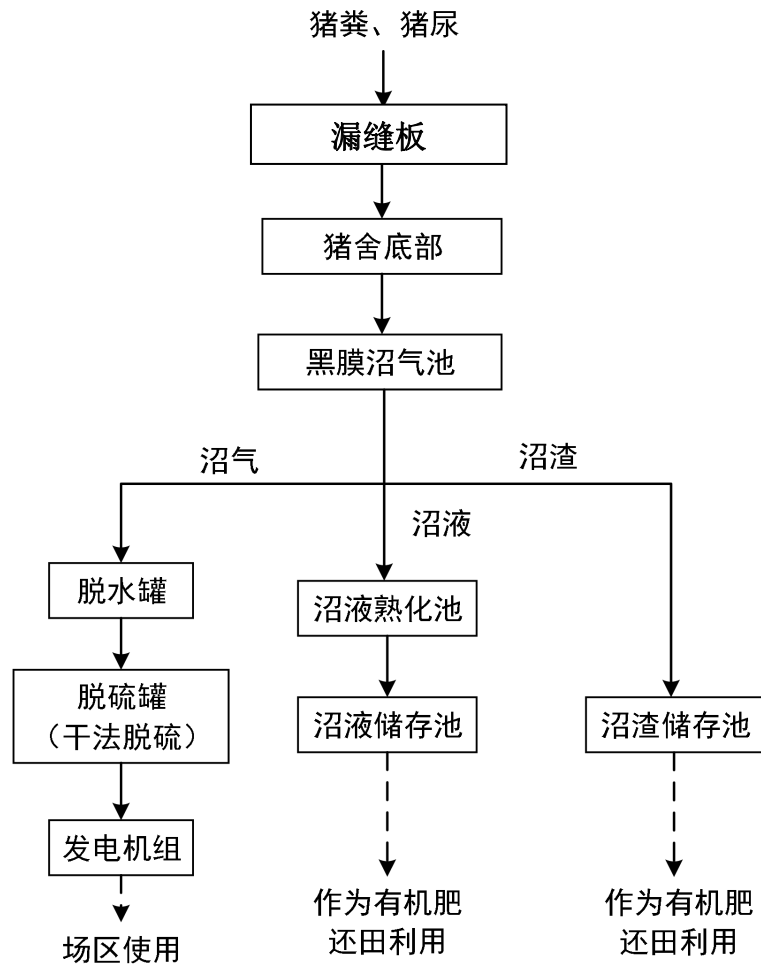 猪粪、猪尿
漏缝板
猪舍底部
黑膜沼气池
沼气
沼渣
沼液
脱水罐
沼液熟化池
脱硫罐
（干法脱硫）
沼液储存池
沼渣储存池
发电机组
作为有机肥
还田利用
作为有机肥
还田利用
场区使用